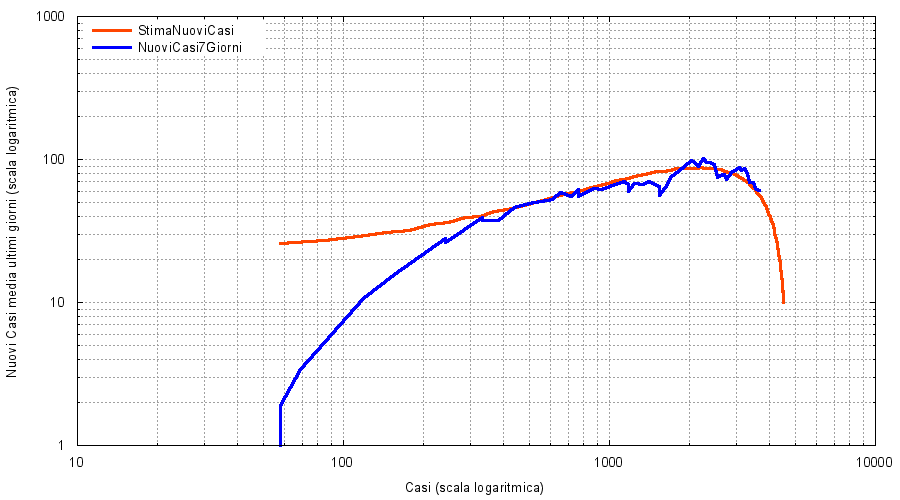 1000
StimaNuoviCasi
NuoviCasi7Giorni
100
10
1
Nuovi Casi media ultimi giorni (scala logaritmica)
10
100
1000
10000
Casi (scala logaritmica)